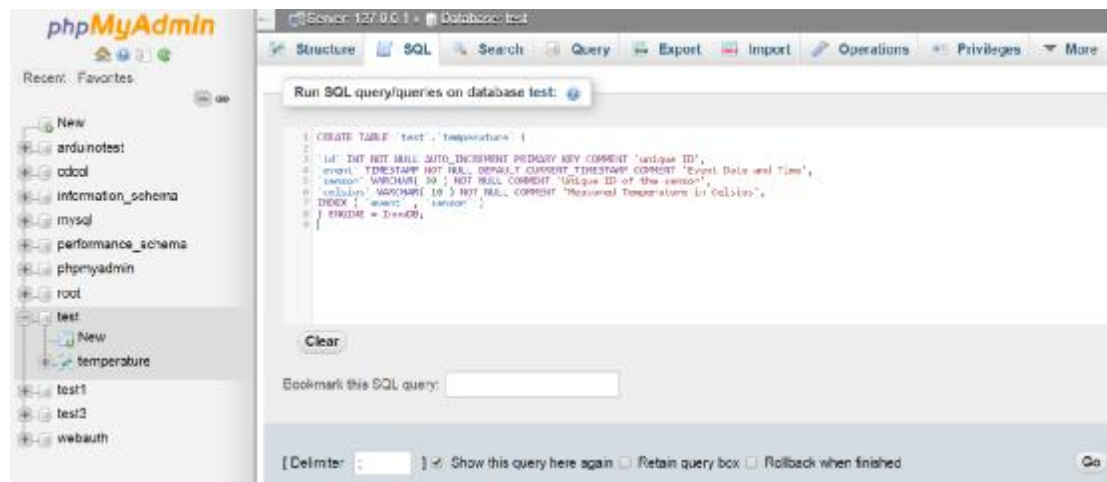 phpMyAdmin
Recent Favorites
New
arduinotest
cdcol
information_schema
mysql
performance_schema
phpmyadmin
root
test
New
temperature
test1
test3
webauth
Server: 127.0.0.1 » Database: test
Structure SQL Search Query Export Import Operations Privileges More
Run SQL query/queries on database test:
1 CREATE TABLE `test`.`temperature` (
2
3 `id` INT NOT NULL AUTO_INCREMENT PRIMARY KEY COMMENT 'unique ID',
4 `event` TIMESTAMP NOT NULL DEFAULT CURRENT_TIMESTAMP COMMENT 'Event Date and Time',
5 `sensor` VARCHAR( 10 ) NOT NULL COMMENT 'Unique ID of the sensor',
6 `celsius` VARCHAR( 10 ) NOT NULL COMMENT 'Measured Temperature in Celsius',
7 INDEX ( `event` , `sensor` )
8 ) ENGINE = InnoDB;
9
Clear
Bookmark this SQL query:
[ Delimiter ; ] Show this query here again Retain query box Rollback when finished Go